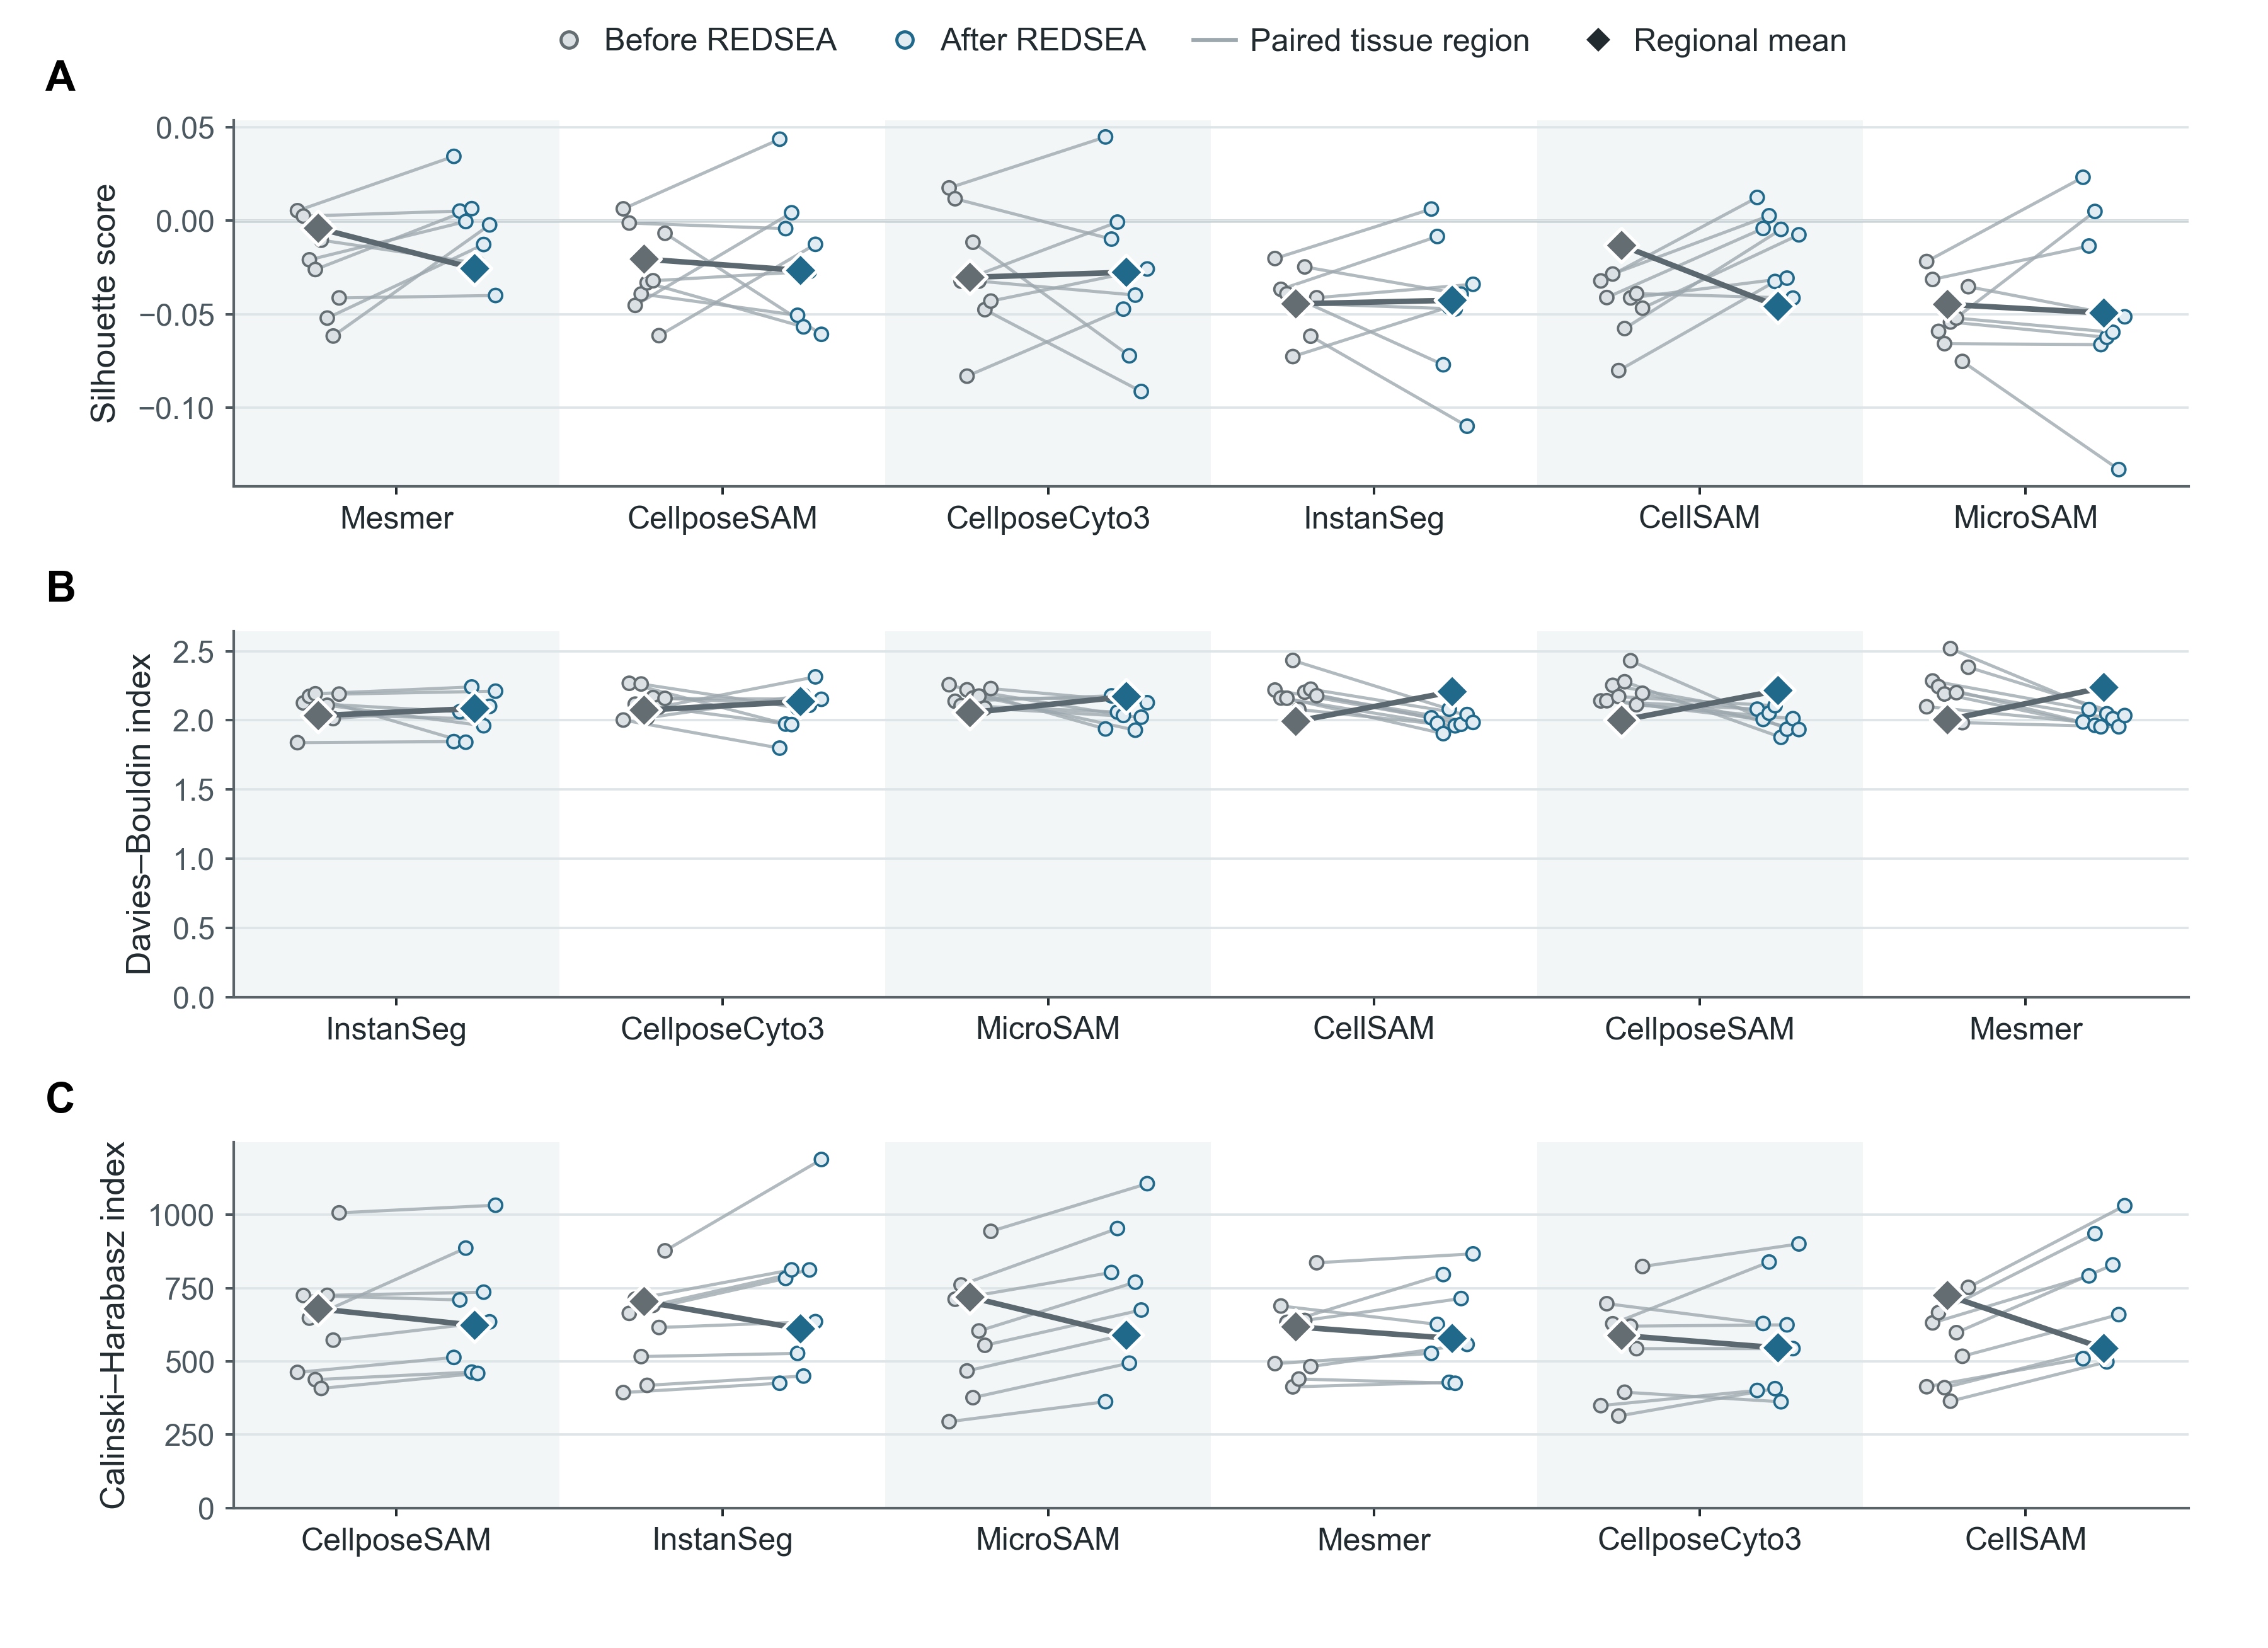 Before REDSEA After REDSEA Paired tissue region Regional mean
A
Silhouette score
0.05
0.00
−0.05
−0.10
Mesmer CellposeSAM CellposeCyto3 InstanSeg CellSAM MicroSAM
B
Davies–Bouldin index
2.5
2.0
1.5
1.0
0.5
0.0
InstanSeg CellposeCyto3 MicroSAM CellSAM CellposeSAM Mesmer
C
Calinski–Harabasz index
1000
750
500
250
0
CellposeSAM InstanSeg MicroSAM Mesmer CellposeCyto3 CellSAM